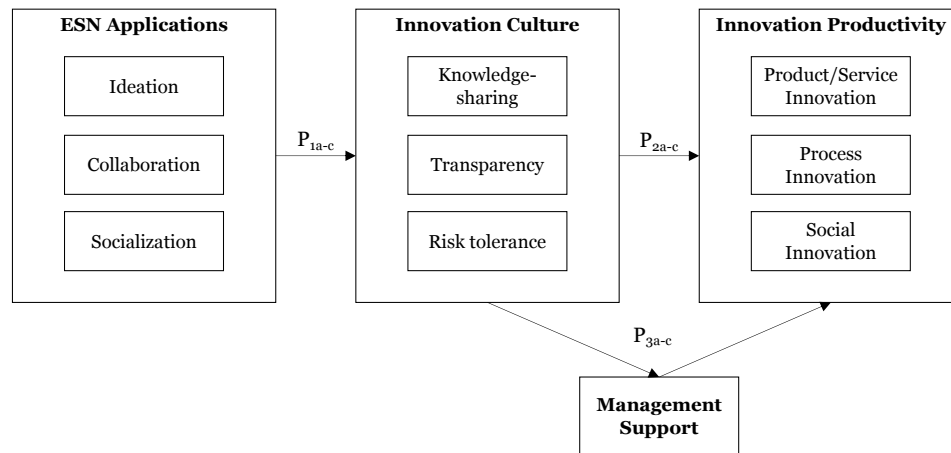 ESN Applications
Ideation
Collaboration
Socialization
P1a-c
Innovation Culture
Knowledge-
sharing
Transparency
Risk tolerance
P2a-c
Innovation Productivity
Product/Service
Innovation
Process
Innovation
Social
Innovation
P3a-c
Management
Support